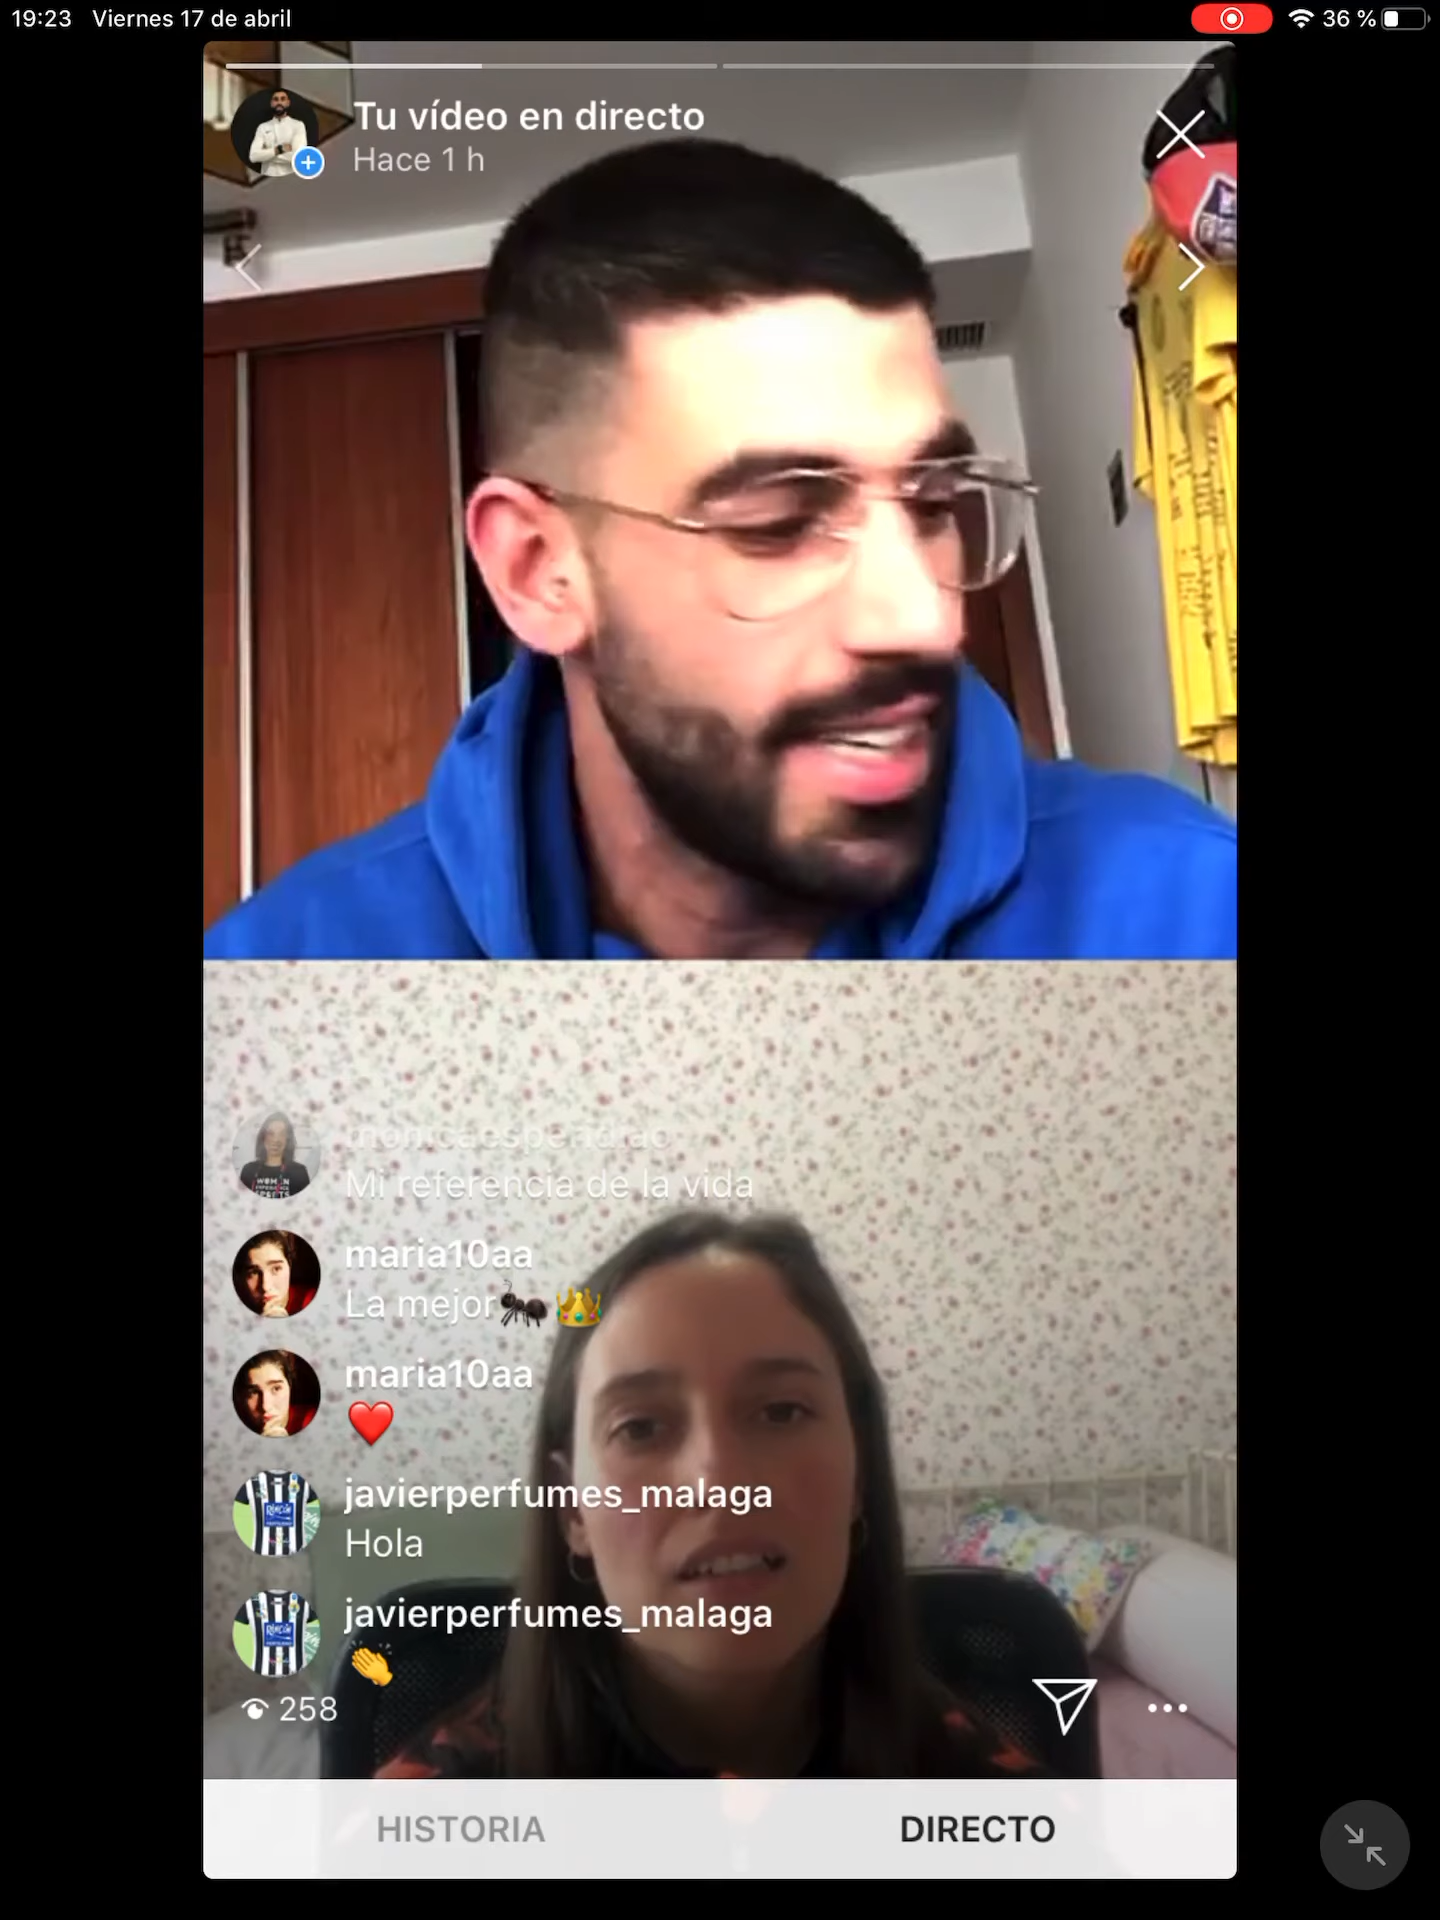 19:23 Viernes 17 de abril
36 %
Tu vídeo en directo
Hace 1 h
monicaespendiac
Mi referencia de la vida
maria10aa
La mejor🐜👑
maria10aa
❤️
javierperfumes_malaga
Hola
javierperfumes_malaga
👏
258
HISTORIA
DIRECTO